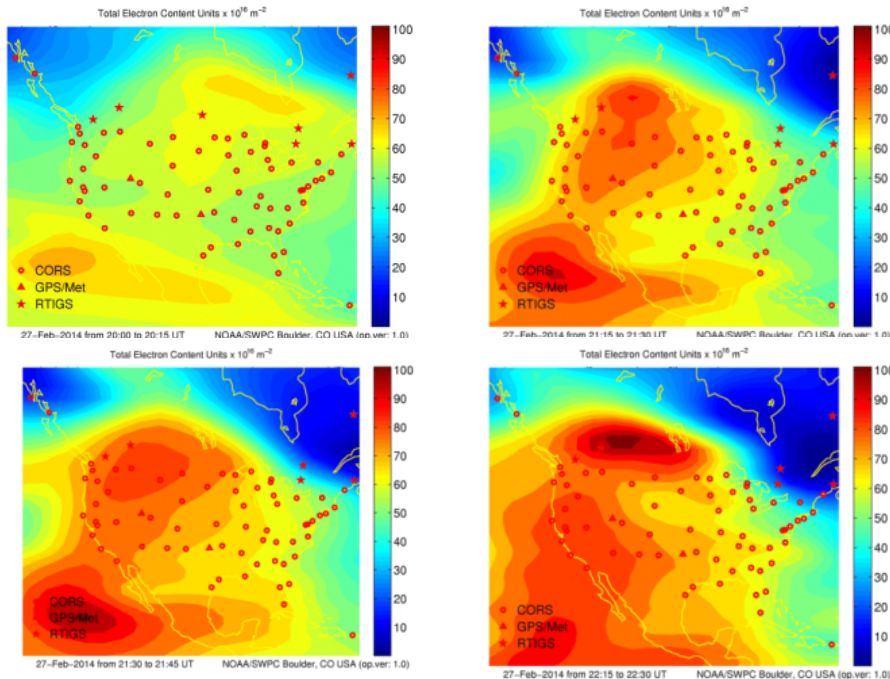 Total Electron Content Units x 10¹⁶ m⁻²
100
90
80
70
60
50
40
30
20
10
CORS
GPS/Met
RTIGS
27-Feb-2014 from 20:00 to 20:15 UT NOAA/SWPC Boulder, CO USA (op.ver: 1.0)
Total Electron Content Units x 10¹⁶ m⁻²
100
90
80
70
60
50
40
30
20
10
CORS
GPS/Met
RTIGS
27-Feb-2014 from 21:15 to 21:30 UT NOAA/SWPC Boulder, CO USA (op.ver: 1.0)
Total Electron Content Units x 10¹⁶ m⁻²
100
90
80
70
60
50
40
30
20
10
CORS
GPS/Met
RTIGS
27-Feb-2014 from 21:30 to 21:45 UT NOAA/SWPC Boulder, CO USA (op.ver: 1.0)
Total Electron Content Units x 10¹⁶ m⁻²
100
90
80
70
60
50
40
30
20
10
CORS
GPS/Met
RTIGS
27-Feb-2014 from 22:15 to 22:30 UT NOAA/SWPC Boulder, CO USA (op.ver: 1.0)